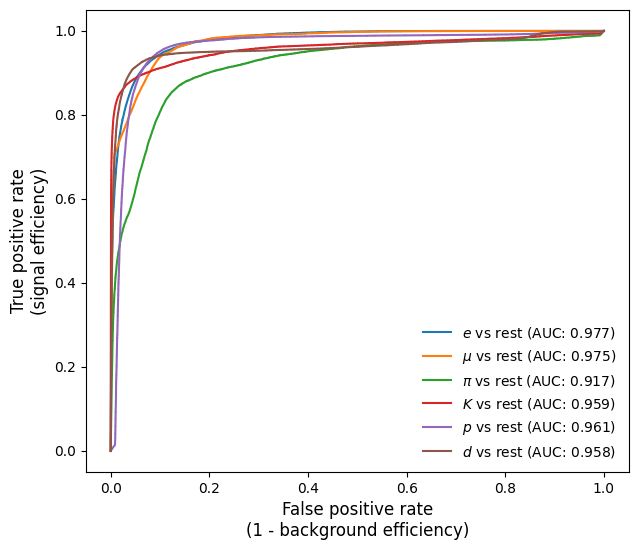 1.0
0.8
0.6
0.4
0.2
0.0
True positive rate
(signal efficiency)
e vs rest (AUC: 0.977)
μ vs rest (AUC: 0.975)
π vs rest (AUC: 0.917)
K vs rest (AUC: 0.959)
p vs rest (AUC: 0.961)
d vs rest (AUC: 0.958)
0.0 0.2 0.4 0.6 0.8 1.0
False positive rate
(1 - background efficiency)